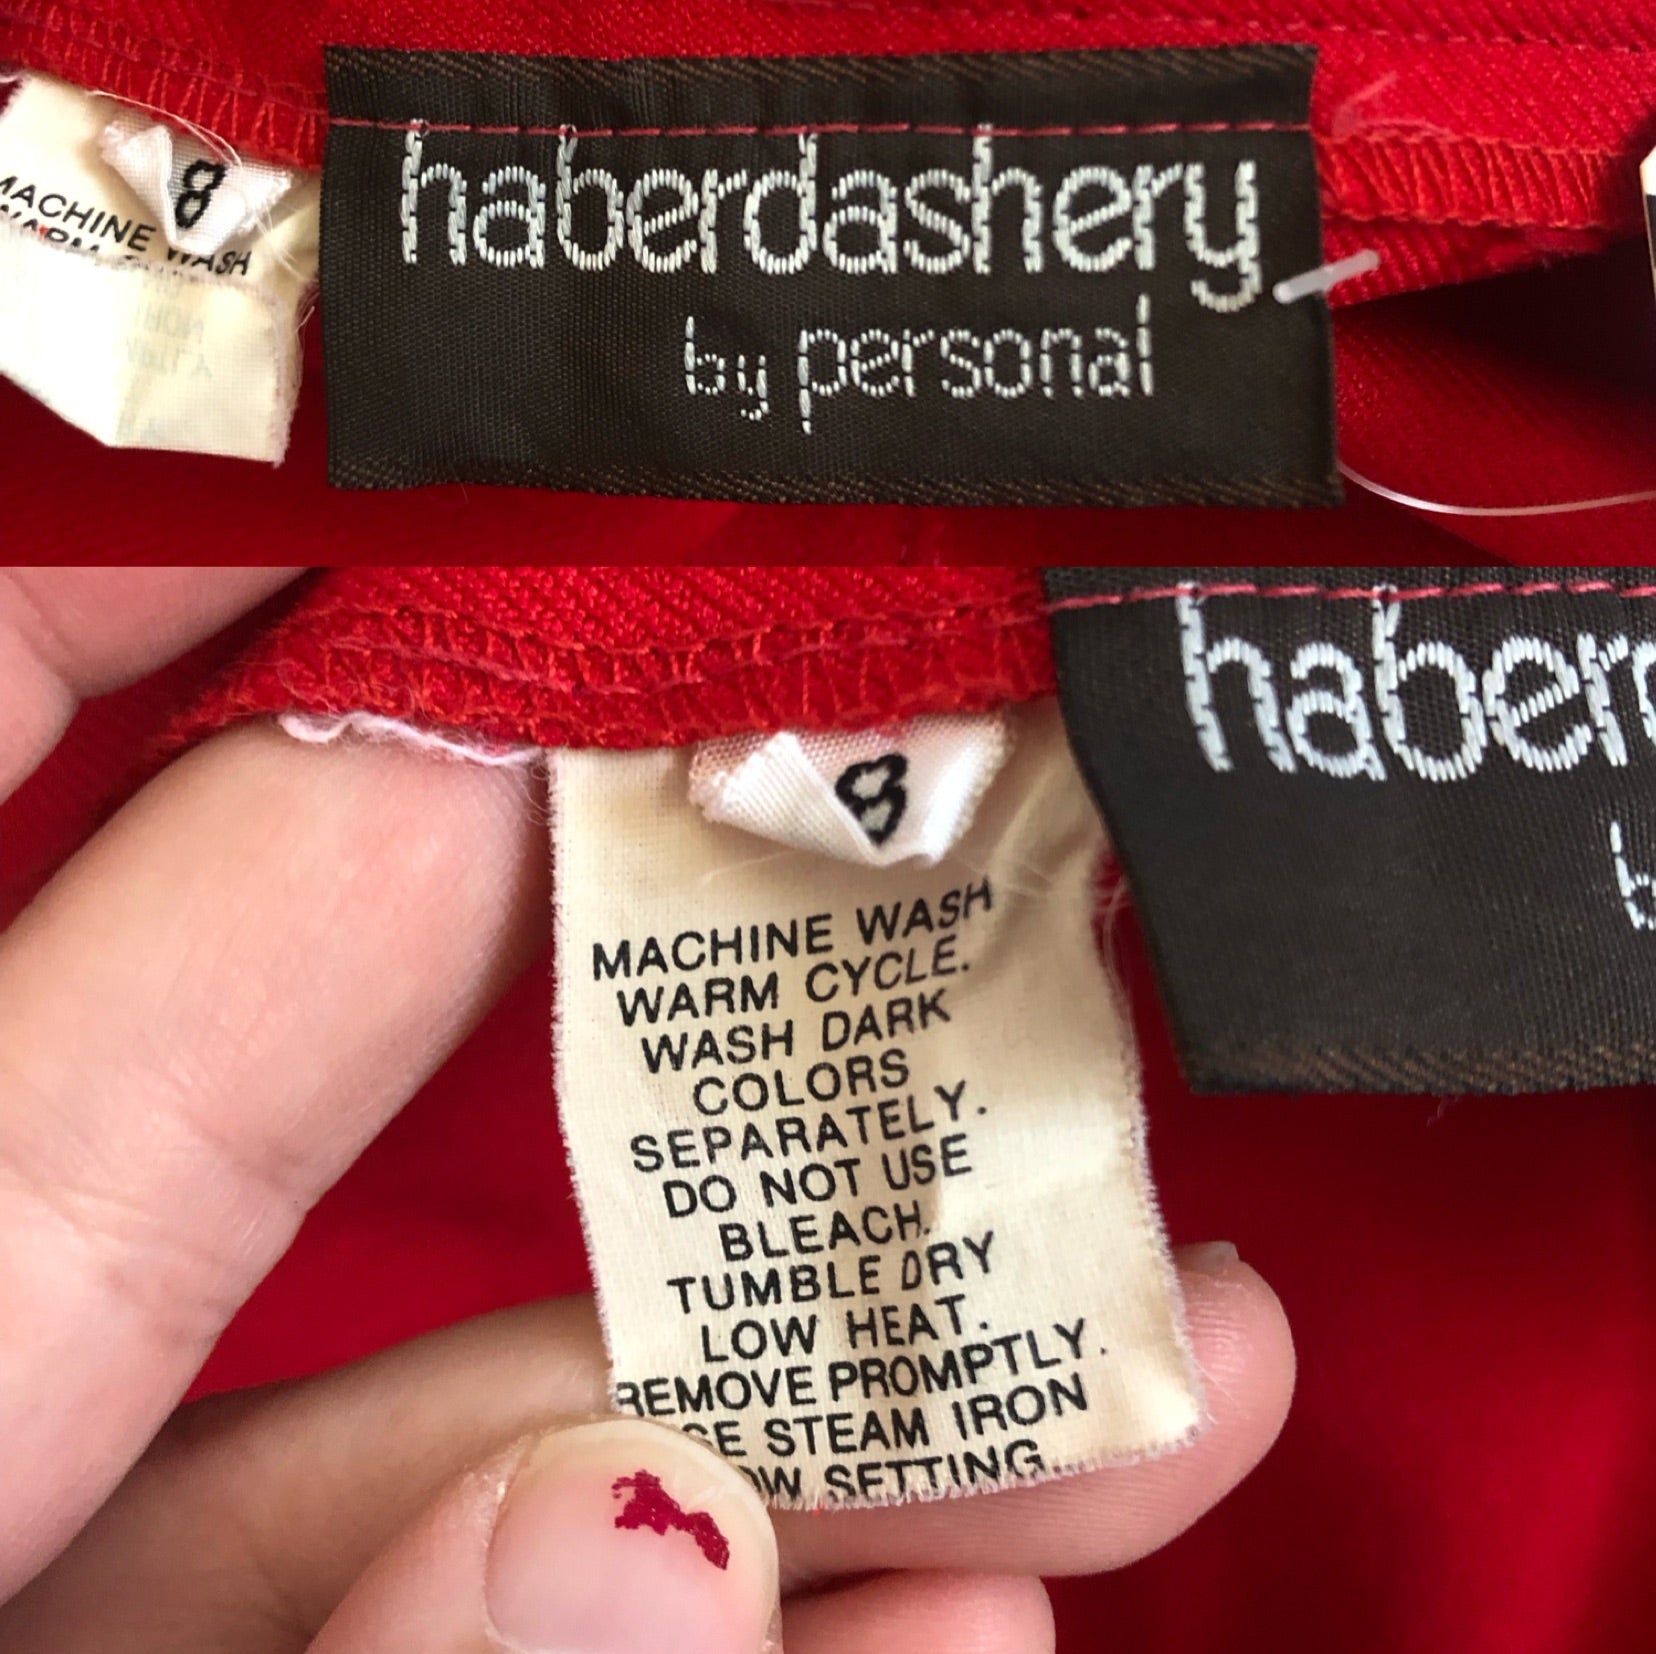 8
MACHINE WASH
WARM
haberdashery
by personal
8
MACHINE WASH
WARM CYCLE.
WASH DARK
COLORS
SEPARATELY.
DO NOT USE
BLEACH.
TUMBLE DRY
LOW HEAT.
REMOVE PROMPTLY.
STEAM IRON
SETTING
haber
b